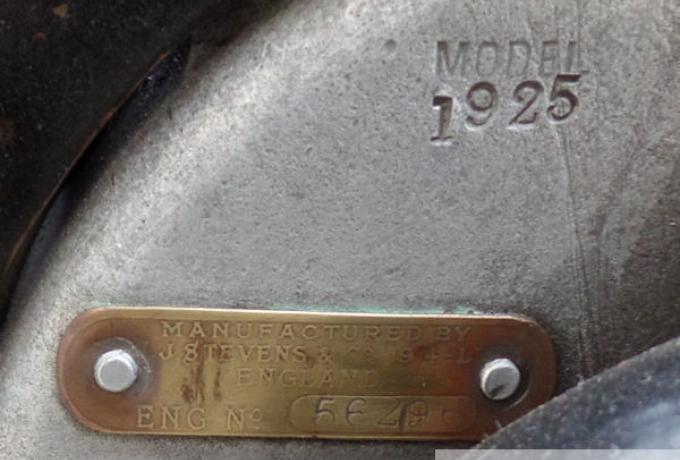 MODEL
1925
MANUFACTURED BY
J. STEVENS & Co
ENGLAND
ENG No